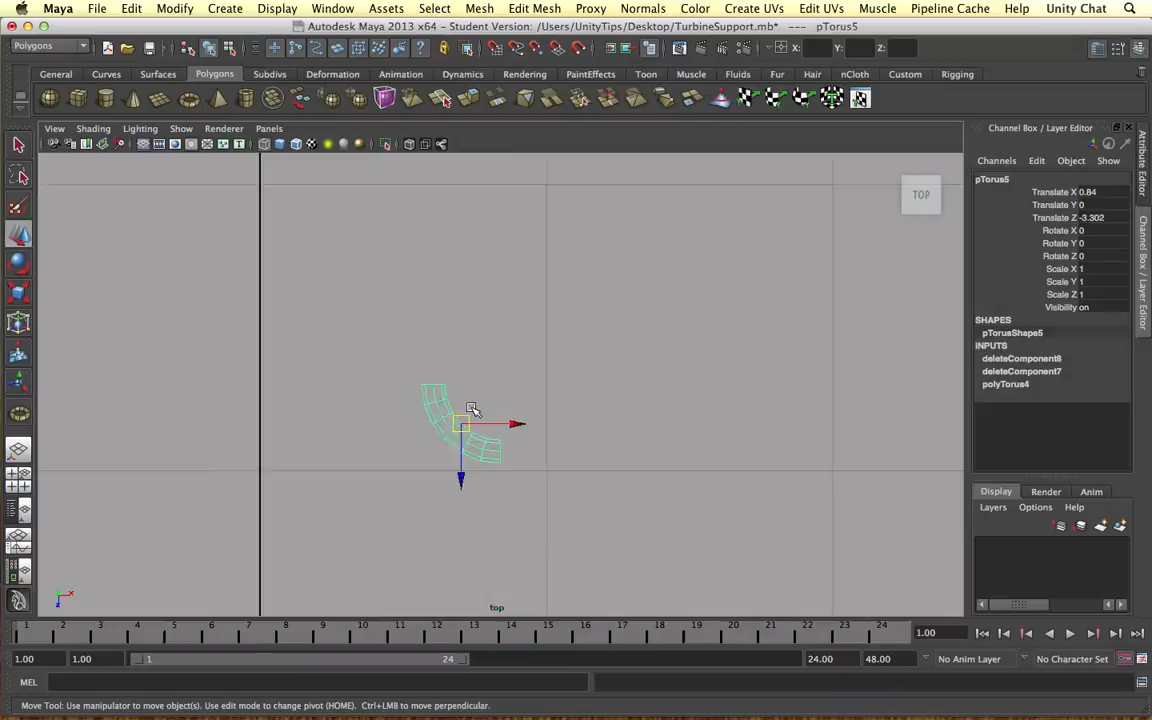 Maya File Edit Modify Create Display Window Assets Select Mesh Edit Mesh Proxy Normals Color Create UVs Edit UVs Muscle Pipeline Cache Help Unity Chat
Autodesk Maya 2013 x64 - Student Version: /Users/UnityTips/Desktop/TurbineSupport.mb* --- pTorus5
Polygons X: Y: Z:
General Curves Surfaces Polygons Subdivs Deformation Animation Dynamics Rendering PaintEffects Toon Muscle Fluids Fur Hair nCloth Custom Rigging
View Shading Lighting Show Renderer Panels
Channel Box / Layer Editor
Channels Edit Object Show
pTorus5
Translate X 0.84
Translate Y 0
Translate Z -3.302
Rotate X 0
Rotate Y 0
Rotate Z 0
Scale X 1
Scale Y 1
Scale Z 1
Visibility on
SHAPES
pTorusShape5
INPUTS
deleteComponent8
deleteComponent7
polyTorus4
Attribute Editor
Channel Box / Layer Editor
TOP
Display Render Anim
Layers Options Help
x
z
top
1 2 3 4 5 6 7 8 9 10 11 12 13 14 15 16 17 18 19 20 21 22 23 24 1.00
1.00 1.00 1 24 24.00 48.00 No Anim Layer No Character Set
MEL
Move Tool: Use manipulator to move object(s). Use edit mode to change pivot (HOME). Ctrl+LMB to move perpendicular.